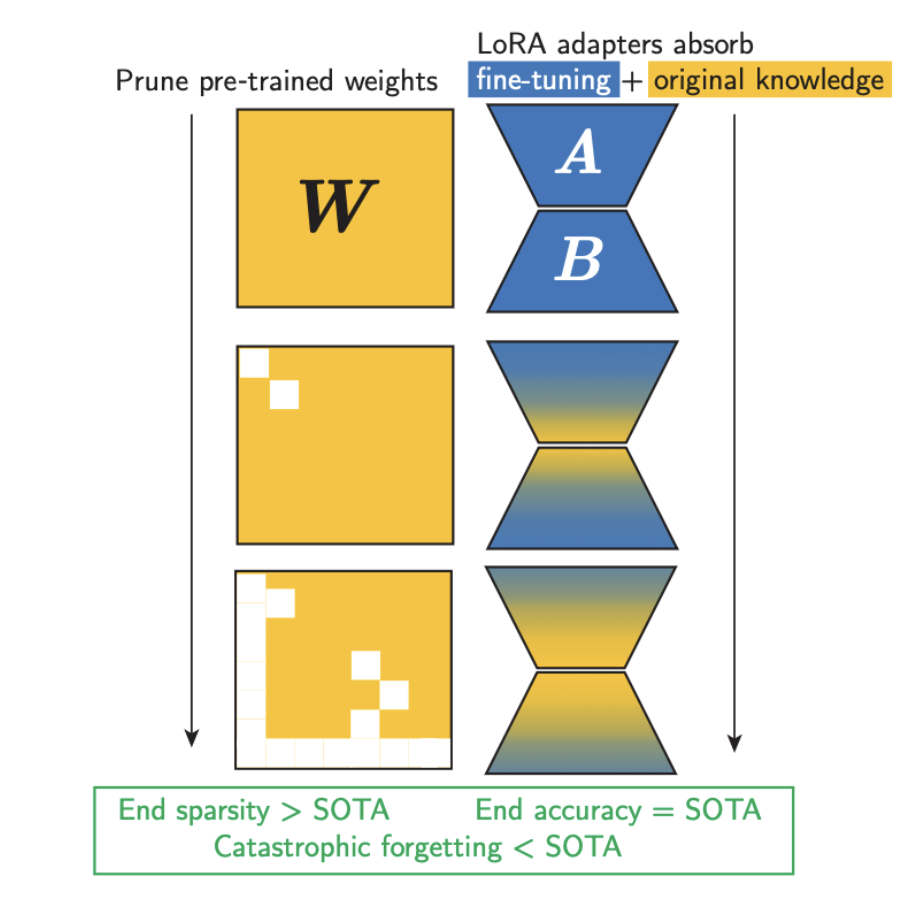 LoRA adapters absorb
Prune pre-trained weights
fine-tuning + original knowledge
W
A
B
End sparsity > SOTA
End accuracy = SOTA
Catastrophic forgetting < SOTA